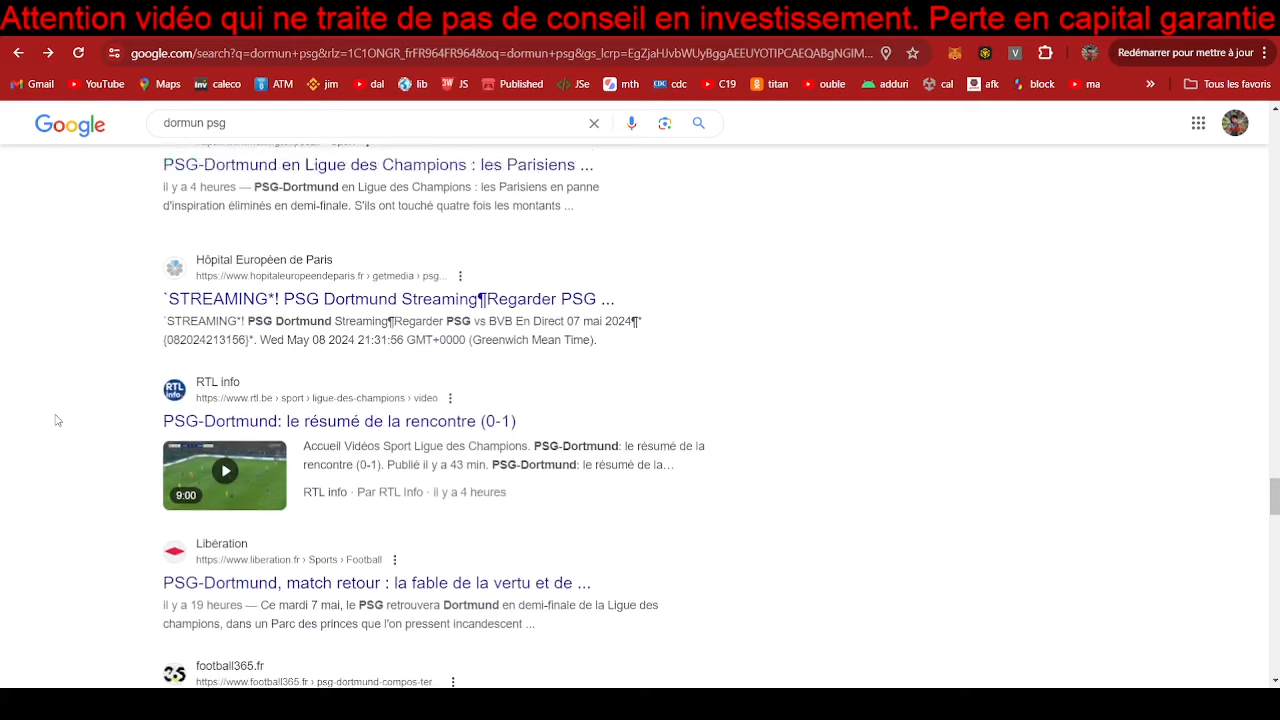 Attention vidéo qui ne traite de pas de conseil en investissement. Perte en capital garantie
google.com/search?q=dormun+psg&rlz=1C1ONGR_frFR964FR964&oq=dormun+psg&gs_lcrp=EgZjaHJvbWUyBggAEEUYOTIPCAEQABgNGIM...
Redémarrer pour mettre à jour
Gmail YouTube Maps caleco ATM jim dal lib JS Published JSe mth cdc C19 titan ouble adduri cal afk block ma » Tous les favoris
Google dormun psg
PSG-Dortmund en Ligue des Champions : les Parisiens ...
il y a 4 heures — PSG-Dortmund en Ligue des Champions : les Parisiens en panne
d'inspiration éliminés en demi-finale. S'ils ont touché quatre fois les montants ...
Hôpital Européen de Paris
https://www.hopitaleuropeendeparis.fr › getmedia › psg...
`STREAMING*! PSG Dortmund Streaming¶Regarder PSG ...
`STREAMING*! PSG Dortmund Streaming¶Regarder PSG vs BVB En Direct 07 mai 2024¶*
{082024213156}*. Wed May 08 2024 21:31:56 GMT+0000 (Greenwich Mean Time).
RTL info
RTL info
https://www.rtl.be › sport › ligue-des-champions › video
PSG-Dortmund: le résumé de la rencontre (0-1)
Accueil Vidéos Sport Ligue des Champions. PSG-Dortmund: le résumé de la
rencontre (0-1). Publié il y a 43 min. PSG-Dortmund: le résumé de la…
9:00
RTL info · Par RTL Info · il y a 4 heures
Libération
https://www.liberation.fr › Sports › Football
PSG-Dortmund, match retour : la fable de la vertu et de ...
il y a 19 heures — Ce mardi 7 mai, le PSG retrouvera Dortmund en demi-finale de la Ligue des
champions, dans un Parc des princes que l'on pressent incandescent ...
football365.fr
https://www.football365.fr › psg-dortmund-compos-ter...